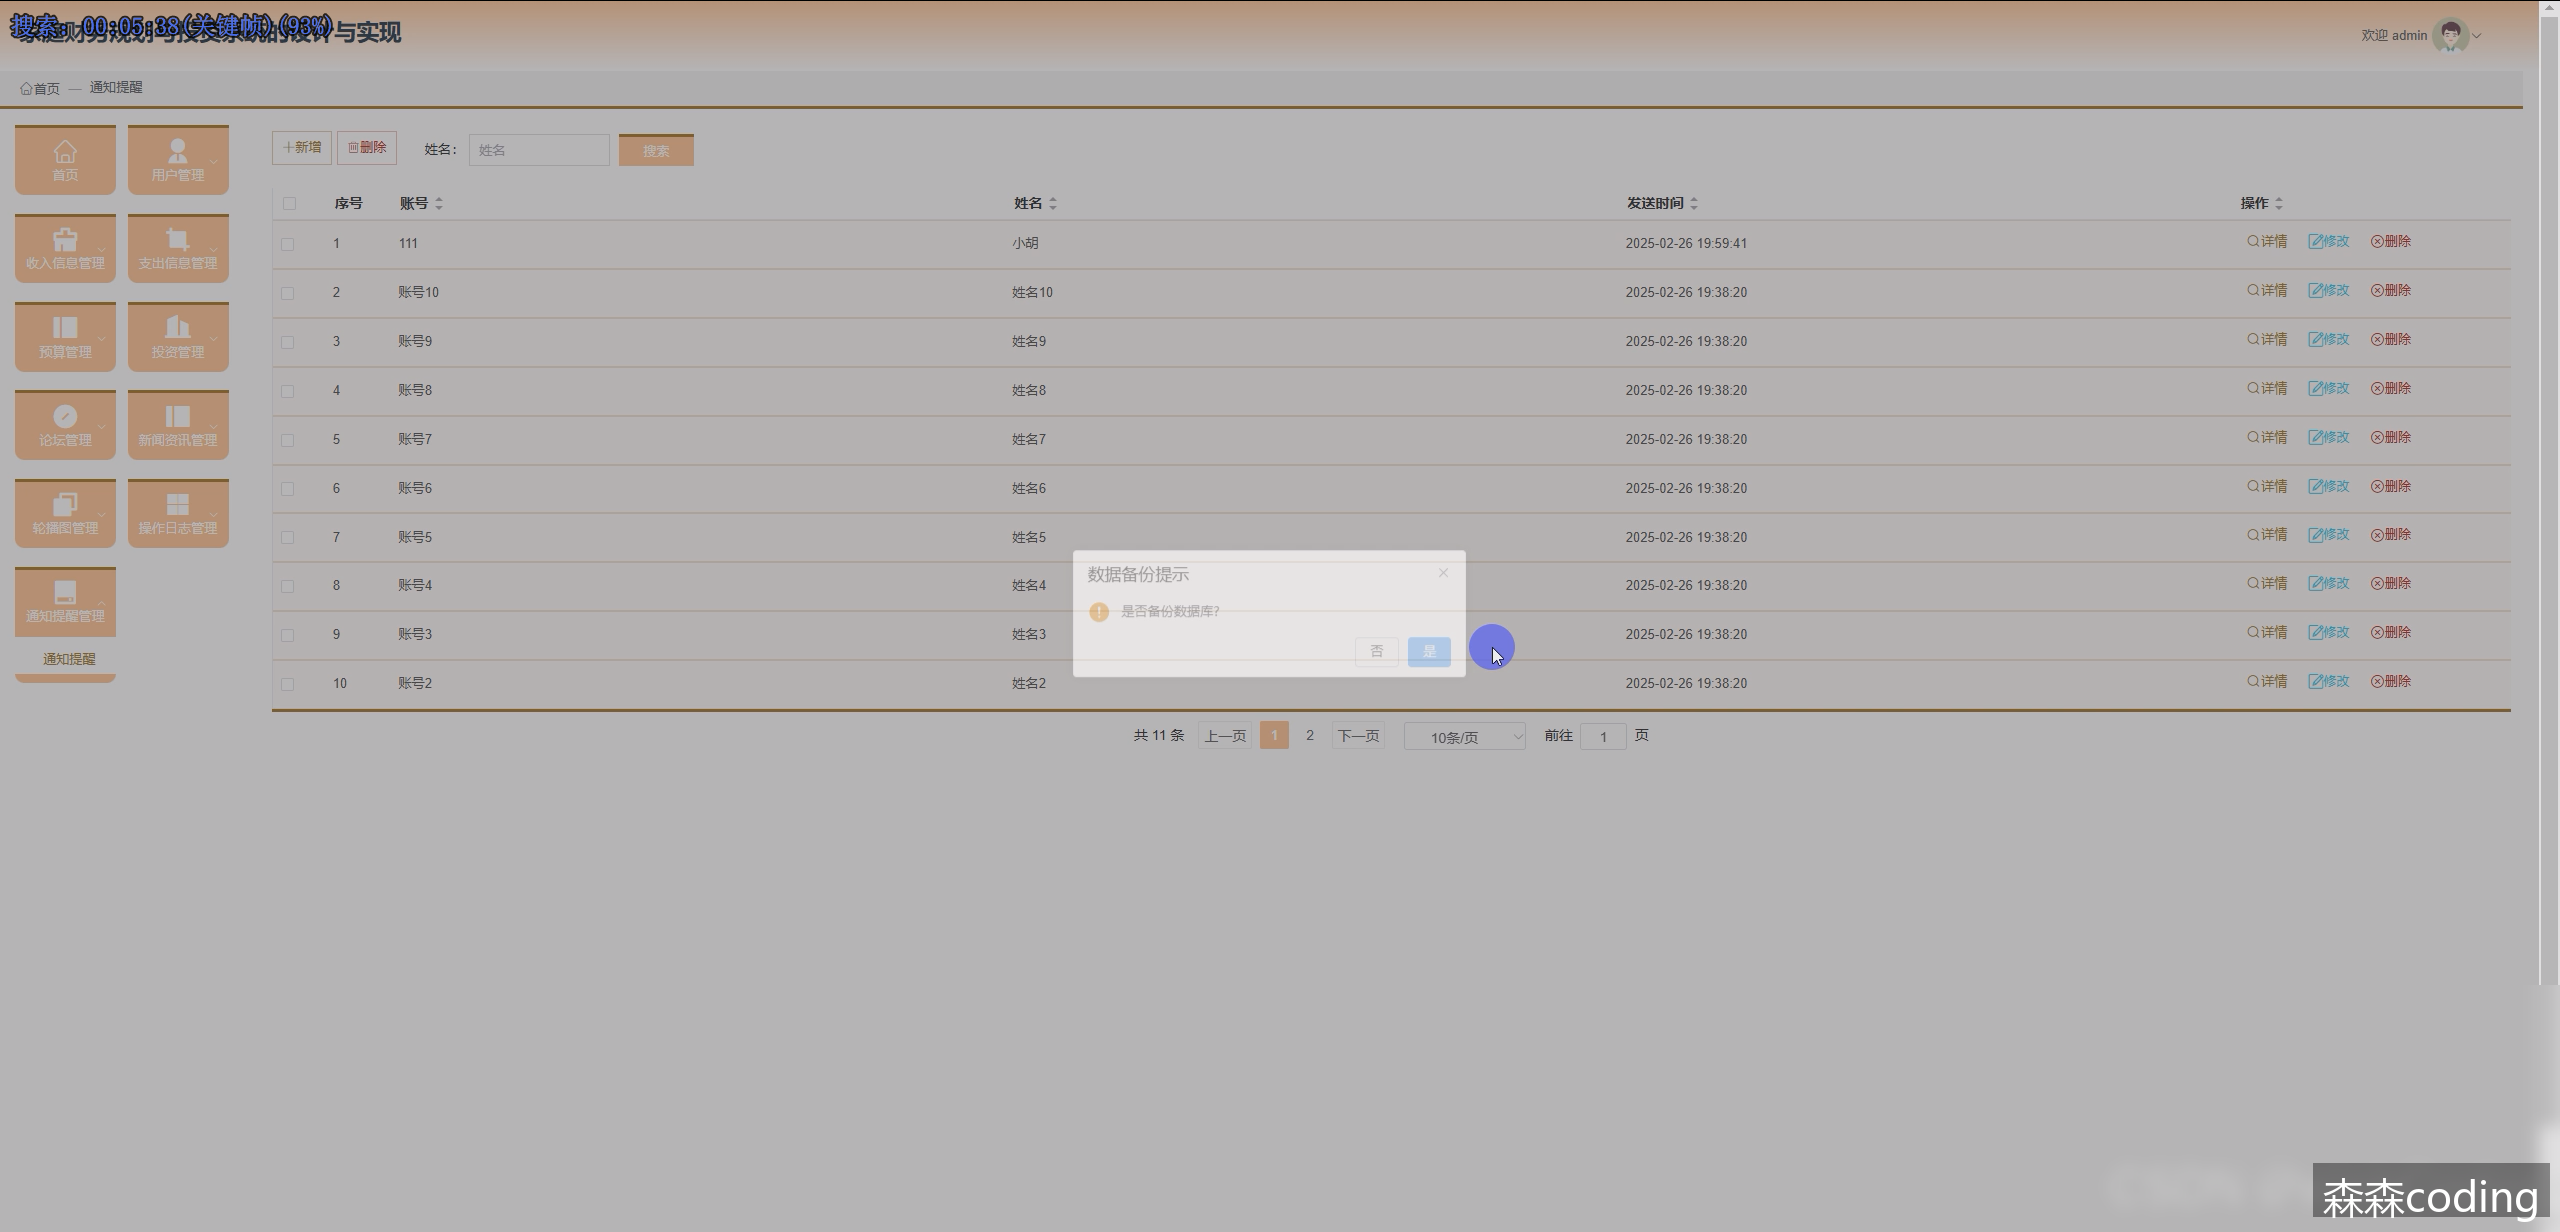 搜索: 00:05:38(关键帧)(93%)
家庭财务规划与投资系统的设计与实现
欢迎 admin
首页 — 通知提醒
首页
用户管理
收入信息管理
支出信息管理
预算管理
投资管理
论坛管理
新闻资讯管理
轮播图管理
操作日志管理
通知提醒管理
通知提醒
新增 删除 姓名： 姓名 搜索
序号 账号 姓名 发送时间 操作
1 111 小胡 2025-02-26 19:59:41 详情 修改 删除
2 账号10 姓名10 2025-02-26 19:38:20 详情 修改 删除
3 账号9 姓名9 2025-02-26 19:38:20 详情 修改 删除
4 账号8 姓名8 2025-02-26 19:38:20 详情 修改 删除
5 账号7 姓名7 2025-02-26 19:38:20 详情 修改 删除
6 账号6 姓名6 2025-02-26 19:38:20 详情 修改 删除
7 账号5 姓名5 2025-02-26 19:38:20 详情 修改 删除
8 账号4 姓名4 2025-02-26 19:38:20 详情 修改 删除
9 账号3 姓名3 2025-02-26 19:38:20 详情 修改 删除
10 账号2 姓名2 2025-02-26 19:38:20 详情 修改 删除
数据备份提示
是否备份数据库?
否 是
共 11 条 上一页 1 2 下一页 10条/页 前往 1 页
森森coding